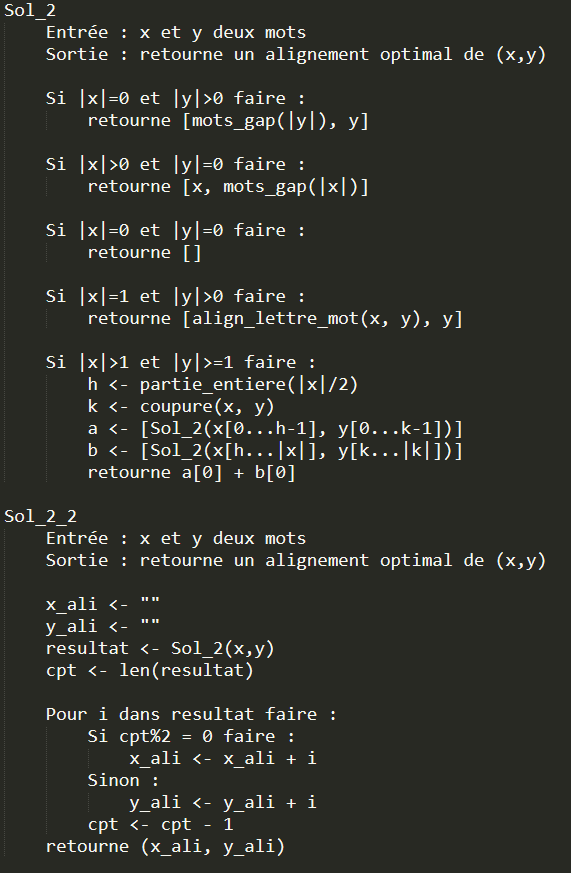 Sol_2
Entrée : x et y deux mots
Sortie : retourne un alignement optimal de (x,y)
Si |x|=0 et |y|>0 faire :
retourne [mots_gap(|y|), y]
Si |x|>0 et |y|=0 faire :
retourne [x, mots_gap(|x|)]
Si |x|=0 et |y|=0 faire :
retourne []
Si |x|=1 et |y|>0 faire :
retourne [align_lettre_mot(x, y), y]
Si |x|>1 et |y|>=1 faire :
h <- partie_entiere(|x|/2)
k <- coupure(x, y)
a <- [Sol_2(x[0...h-1], y[0...k-1])]
b <- [Sol_2(x[h...|x|], y[k...|k|])]
retourne a[0] + b[0]
Sol_2_2
Entrée : x et y deux mots
Sortie : retourne un alignement optimal de (x,y)
x_ali <- ""
y_ali <- ""
resultat <- Sol_2(x,y)
cpt <- len(resultat)
Pour i dans resultat faire :
Si cpt%2 = 0 faire :
x_ali <- x_ali + i
Sinon :
y_ali <- y_ali + i
cpt <- cpt - 1
retourne (x_ali, y_ali)